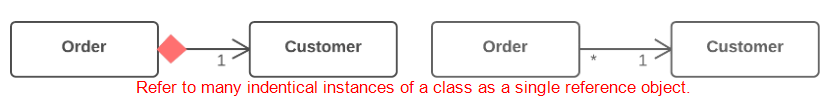 Order
Customer
Order
Customer
1
*
1
Refer to many indentical instances of a class as a single reference object.